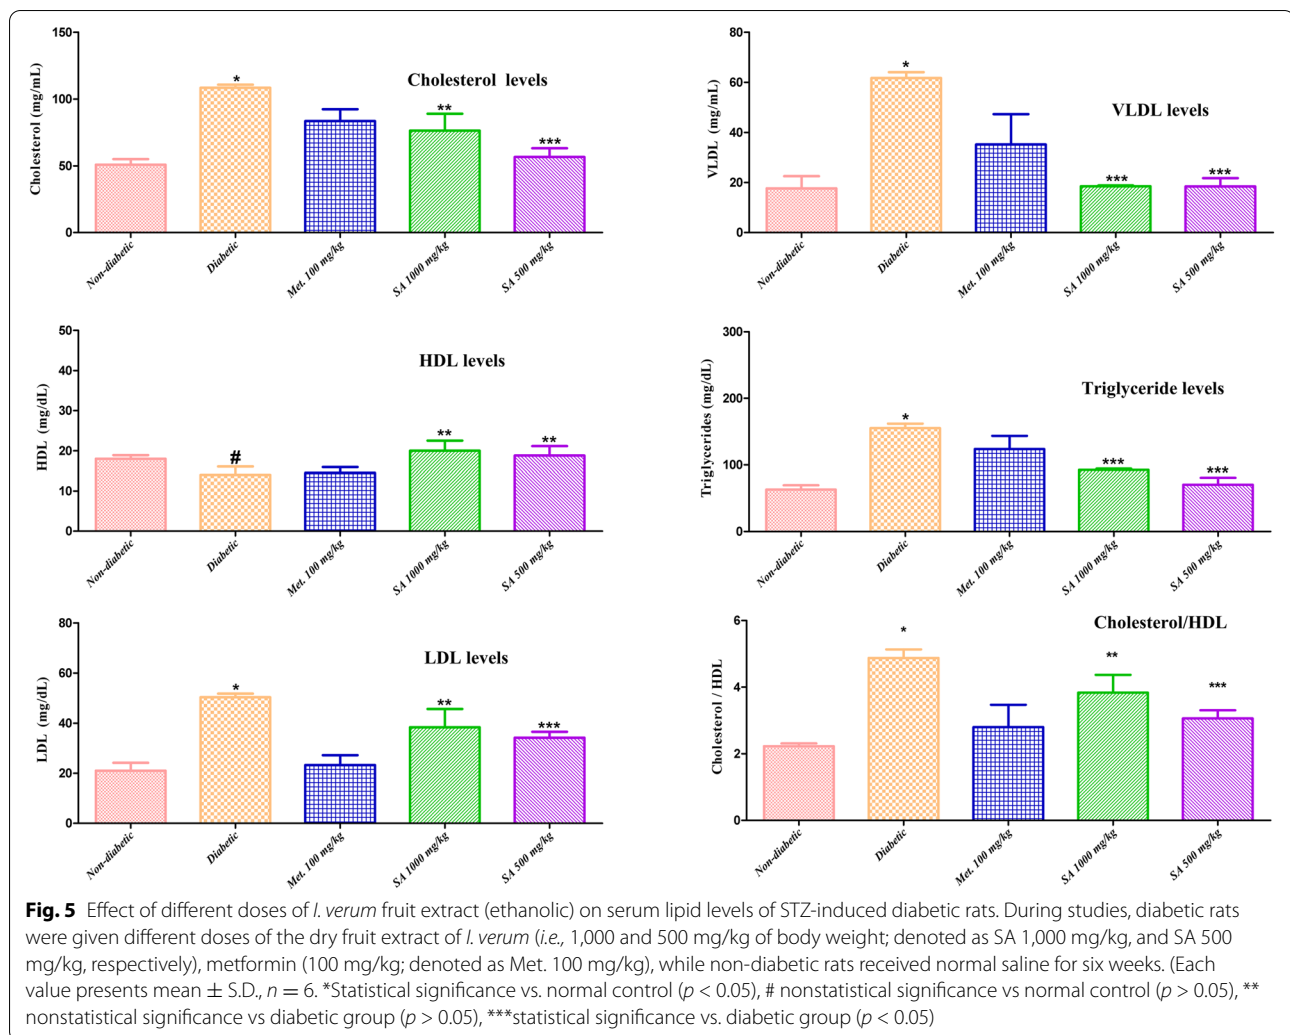 150
100
50
0
Cholesterol (mg/mL)
Cholesterol levels
*
**
***
Non-diabetic
Diabetic
Met. 100 mg/kg
SA 1000 mg/kg
SA 500 mg/kg
80
60
40
20
0
VLDL (mg/mL)
VLDL levels
*
***
***
Non-diabetic
Diabetic
Met. 100 mg/kg
SA 1000 mg/kg
SA 500 mg/kg
50
40
30
20
10
0
HDL (mg/dL)
HDL levels
#
**
**
Non-diabetic
Diabetic
Met. 100 mg/kg
SA 1000 mg/kg
SA 500 mg/kg
300
200
100
0
Triglycerides (mg/dL)
Triglyceride levels
*
***
***
Non-diabetic
Diabetic
Met. 100 mg/kg
SA 1000 mg/kg
SA 500 mg/kg
80
60
40
20
0
LDL (mg/dL)
LDL levels
*
**
***
Non-diabetic
Diabetic
Met. 100 mg/kg
SA 1000 mg/kg
SA 500 mg/kg
6
4
2
0
Cholesterol / HDL
Cholesterol/HDL
*
**
***
Non-diabetic
Diabetic
Met. 100 mg/kg
SA 1000 mg/kg
SA 500 mg/kg
Fig. 5 Effect of different doses of I. verum fruit extract (ethanolic) on serum lipid levels of STZ-induced diabetic rats. During studies, diabetic rats
were given different doses of the dry fruit extract of I. verum (i.e., 1,000 and 500 mg/kg of body weight; denoted as SA 1,000 mg/kg, and SA 500
mg/kg, respectively), metformin (100 mg/kg; denoted as Met. 100 mg/kg), while non-diabetic rats received normal saline for six weeks. (Each
value presents mean ± S.D., n = 6. *Statistical significance vs. normal control (p < 0.05), # nonstatistical significance vs normal control (p > 0.05), **
nonstatistical significance vs diabetic group (p > 0.05), ***statistical significance vs. diabetic group (p < 0.05)